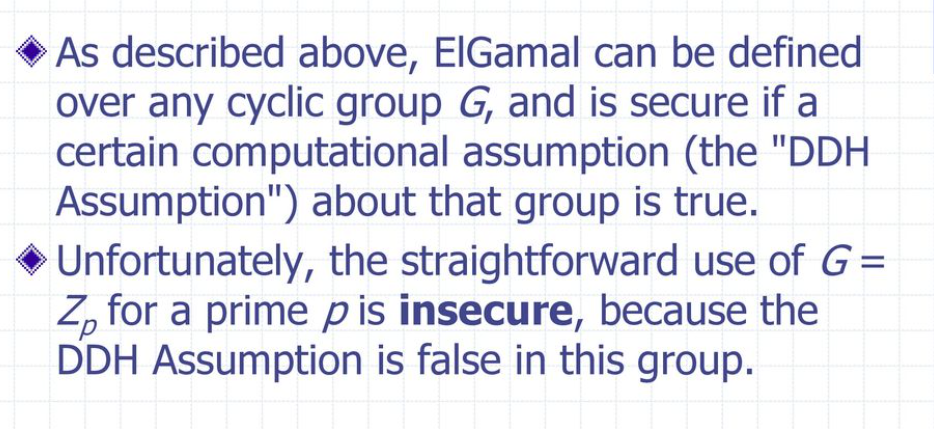 As described above, ElGamal can be defined
over any cyclic group G, and is secure if a
certain computational assumption (the "DDH
Assumption") about that group is true.
Unfortunately, the straightforward use of G =
Zp for a prime p is insecure, because the
DDH Assumption is false in this group.